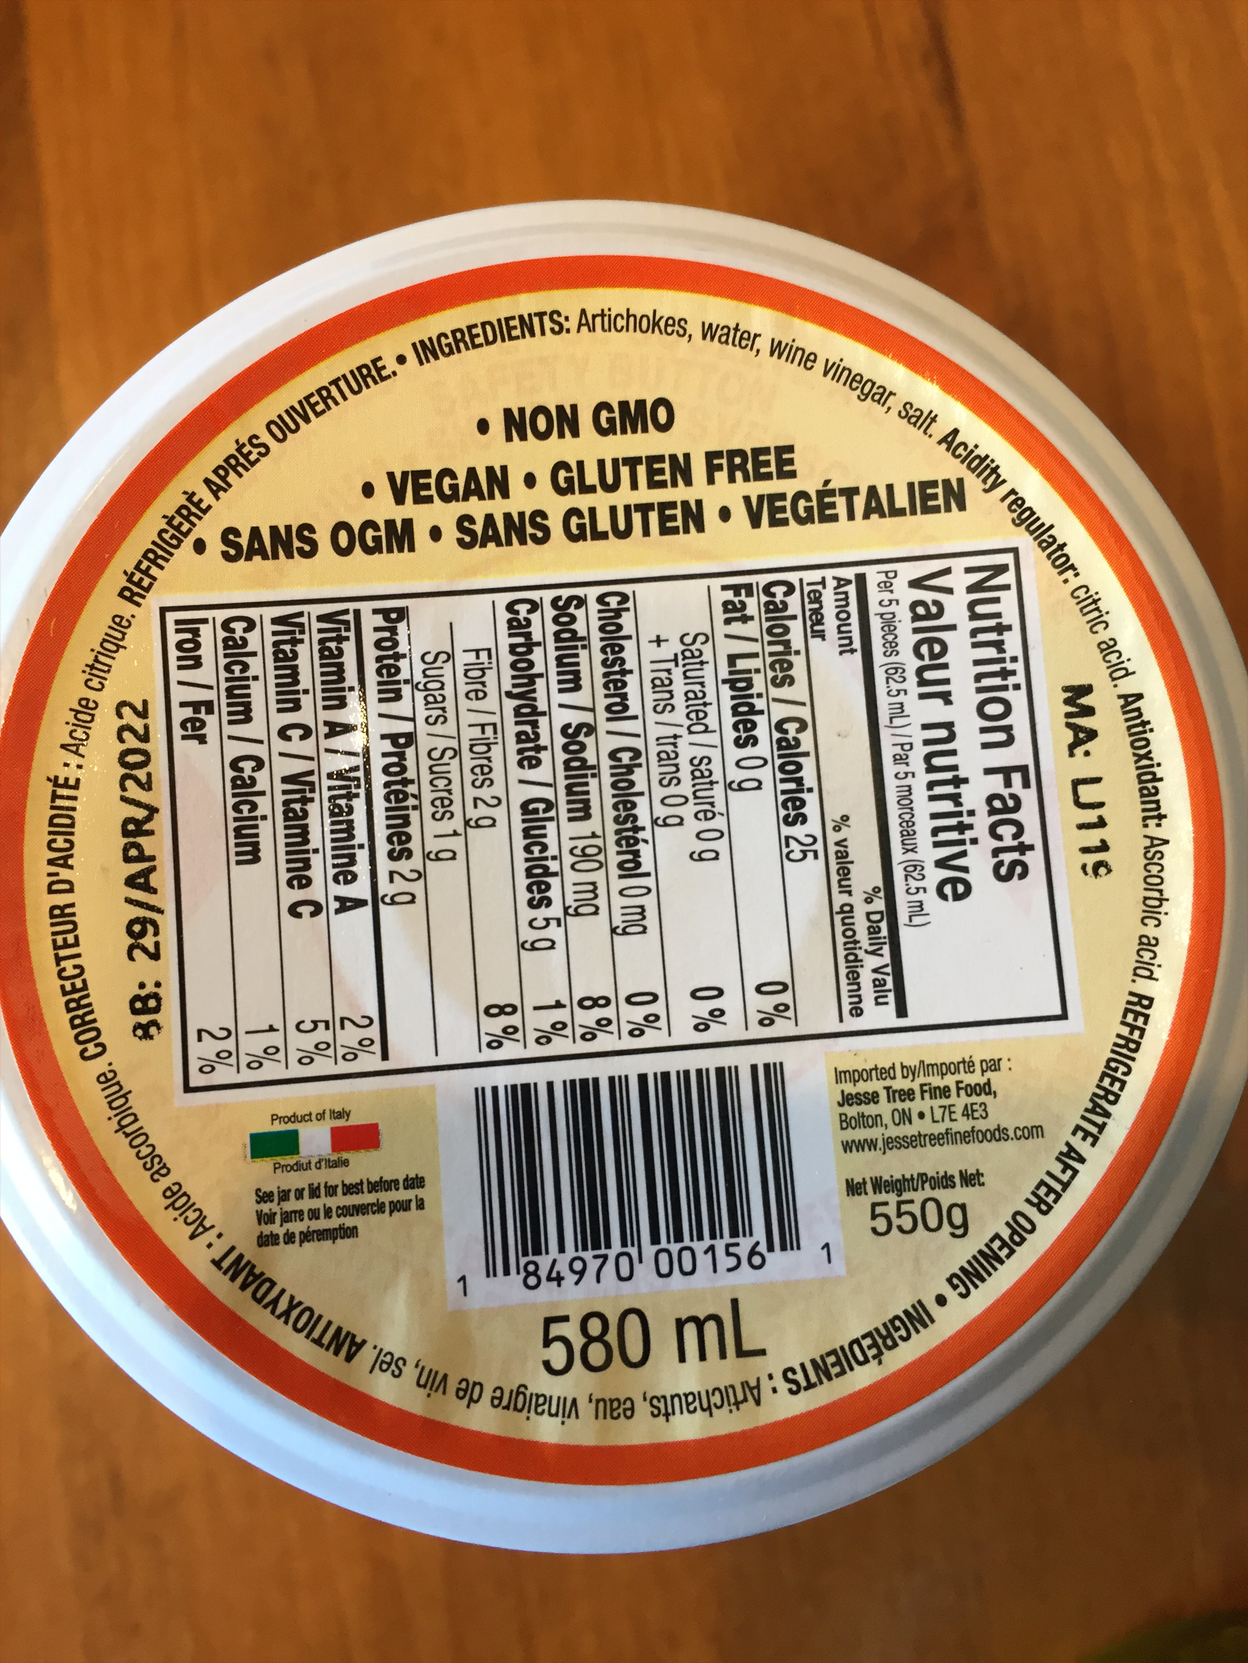 • INGREDIENTS: Artichokes, water, wine vinegar, salt. Acidity regulator: citric acid. Antioxidant: Ascorbic acid. REFRIGERATE AFTER OPENING • INGRÉDIENTS : Artichauts, eau, vinaigre de vin, sel. ANTIOXYDANT : Acide ascorbique. CORRECTEUR D'ACIDITÉ : Acide citrique. RÉFRIGÈRÈ APRÉS OUVERTURE.
• NON GMO
• VEGAN • GLUTEN FREE
• SANS OGM • SANS GLUTEN • VEGÉTALIEN
MA: LJ119
Nutrition Facts
Valeur nutritive
Per 5 pieces (62.5 mL) / Par 5 morceaux (62.5 mL)
Amount % Daily Valu
Teneur % valeur quotidienne
Calories / Calories 25
Fat / Lipides 0 g 0 %
Saturated / saturé 0 g
+ Trans / trans 0 g 0 %
Cholesterol / Cholestérol 0 mg 0 %
Sodium / Sodium 190 mg 8 %
Carbohydrate / Glucides 5 g 1 %
Fibre / Fibres 2 g 8 %
Sugars / Sucres 1 g
Protein / Protéines 2 g
Vitamin A / Vitamine A 2 %
Vitamin C / Vitamine C 5 %
Calcium / Calcium 1 %
Iron / Fer 2 %
BB: 29/APR/2022
Imported by/Importé par :
Jesse Tree Fine Food,
Bolton, ON • L7E 4E3
www.jessetreefinefoods.com
Net Weight/Poids Net:
550g
Product of Italy
Prodiut d'Italie
See jar or lid for best before date
Voir jarre ou le couvercle pour la
date de péremption
1 84970 00156 1
580 mL